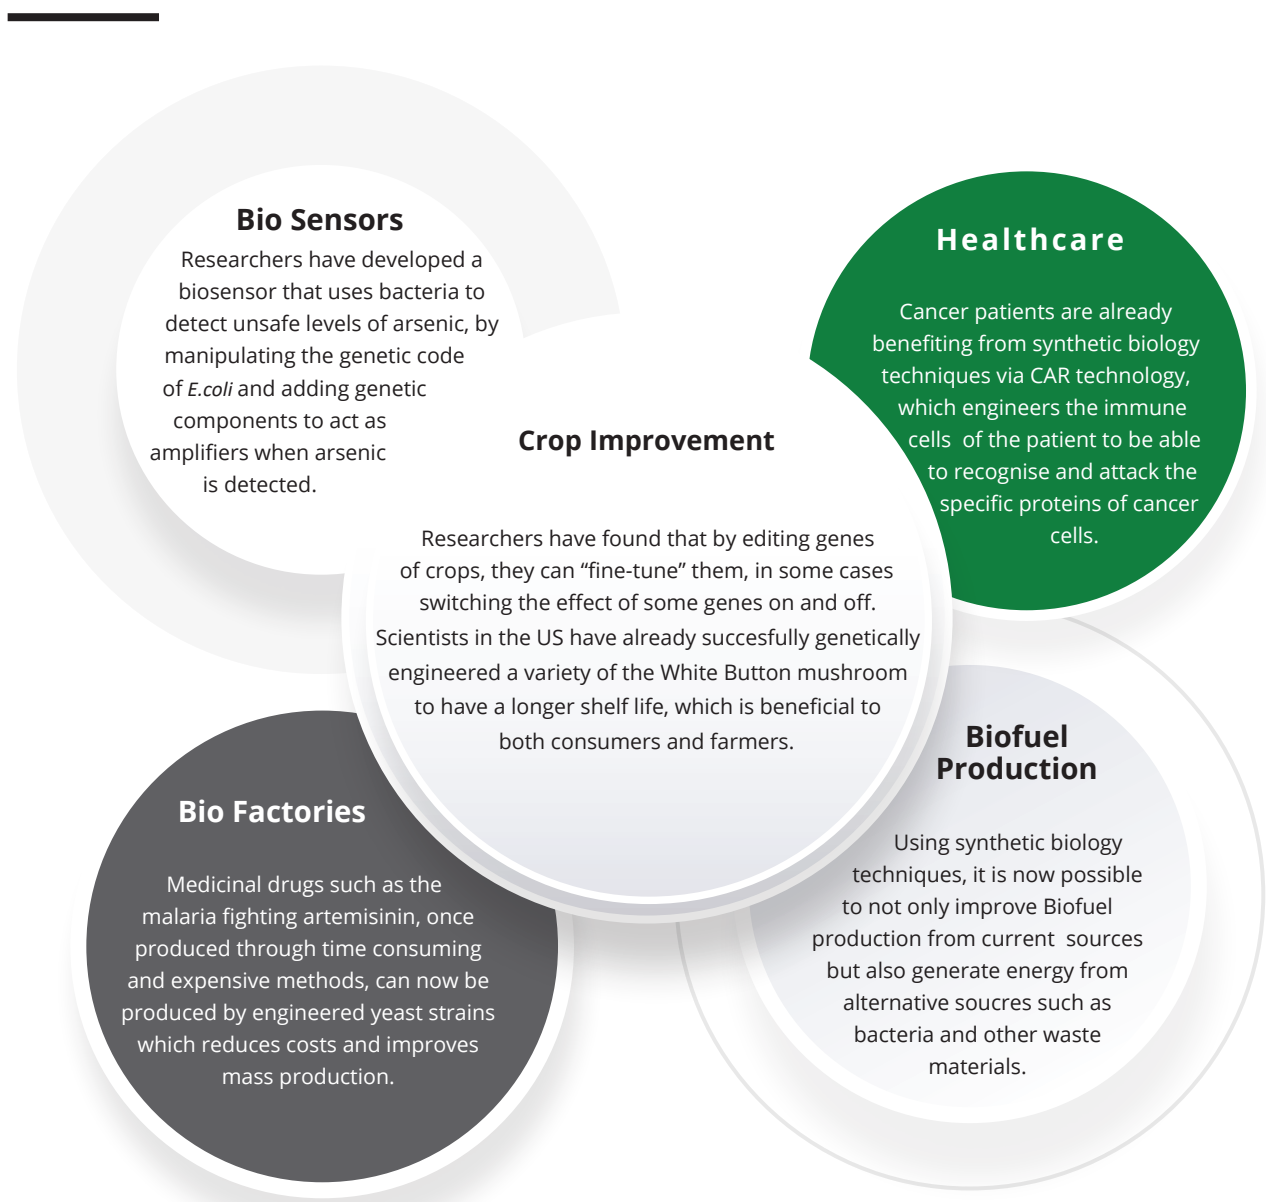 Bio Sensors
Researchers have developed a
biosensor that uses bacteria to
detect unsafe levels of arsenic, by
manipulating the genetic code
of E.coli and adding genetic
components to act as
amplifiers when arsenic
is detected.
Healthcare
Cancer patients are already
benefiting from synthetic biology
techniques via CAR technology,
which engineers the immune
cells of the patient to be able
to recognise and attack the
specific proteins of cancer
cells.
Crop Improvement
Researchers have found that by editing genes
of crops, they can “fine-tune” them, in some cases
switching the effect of some genes on and off.
Scientists in the US have already succesfully genetically
engineered a variety of the White Button mushroom
to have a longer shelf life, which is beneficial to
both consumers and farmers.
Bio Factories
Medicinal drugs such as the
malaria fighting artemisinin, once
produced through time consuming
and expensive methods, can now be
produced by engineered yeast strains
which reduces costs and improves
mass production.
Biofuel
Production
Using synthetic biology
techniques, it is now possible
to not only improve Biofuel
production from current sources
but also generate energy from
alternative soucres such as
bacteria and other waste
materials.